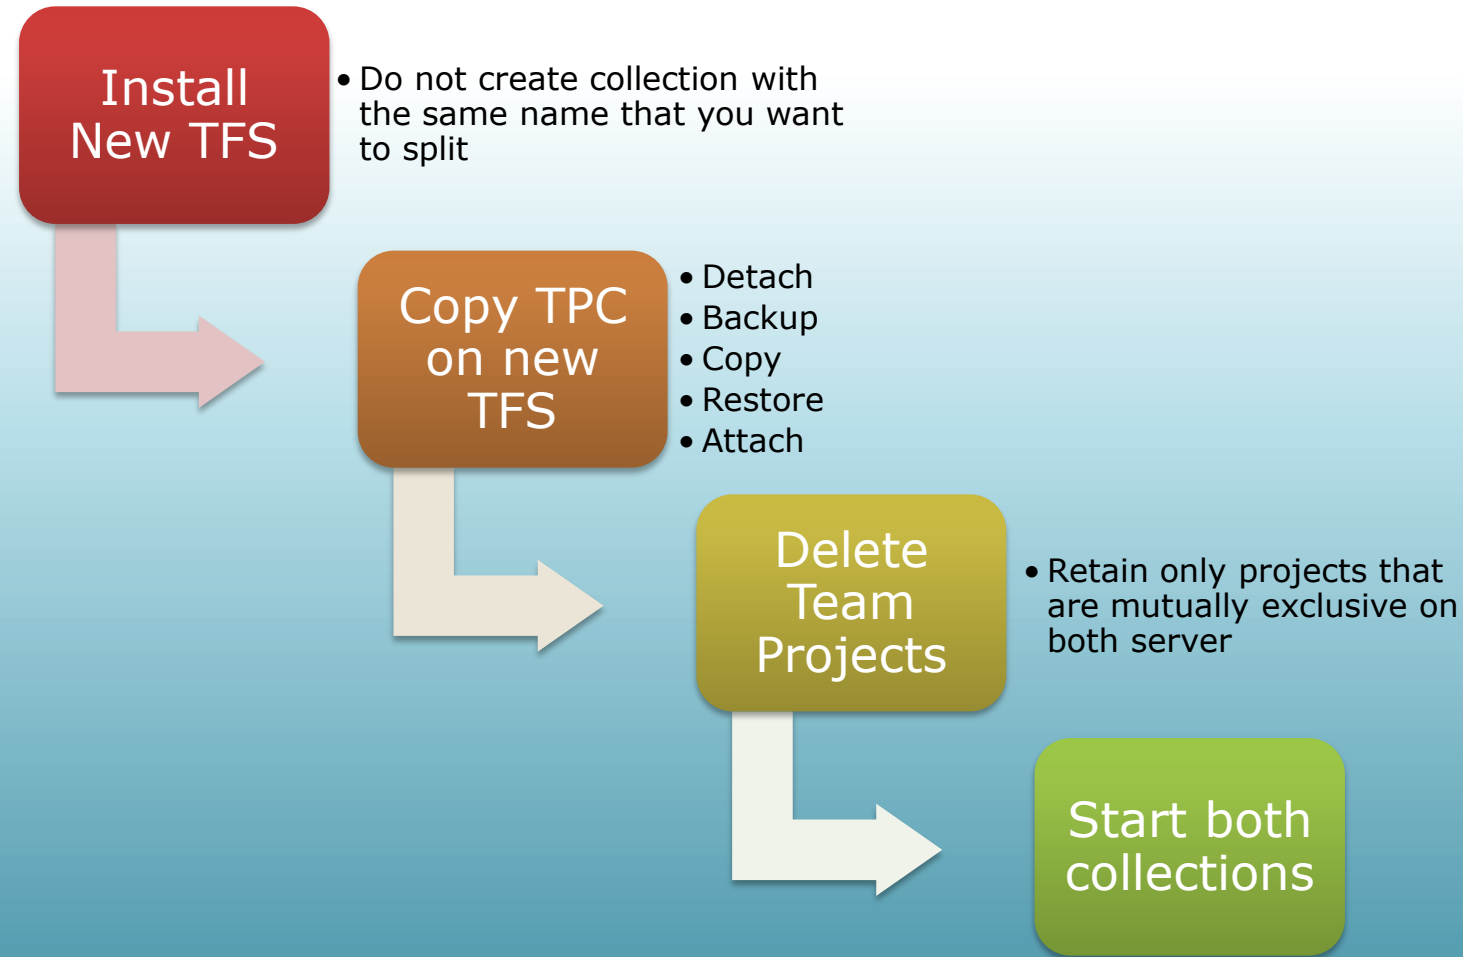 Install
New TFS
• Do not create collection with
the same name that you want
to split
Copy TPC
on new
TFS
• Detach
• Backup
• Copy
• Restore
• Attach
Delete
Team
Projects
• Retain only projects that
are mutually exclusive on
both server
Start both
collections